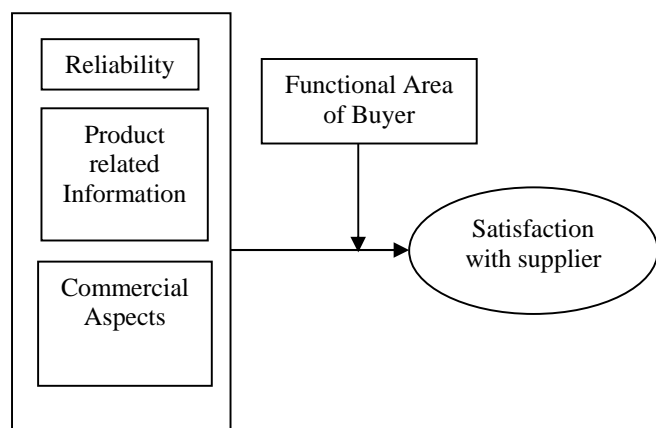 Reliability
Product
related
Information
Commercial
Aspects
Functional Area
of Buyer
Satisfaction
with supplier